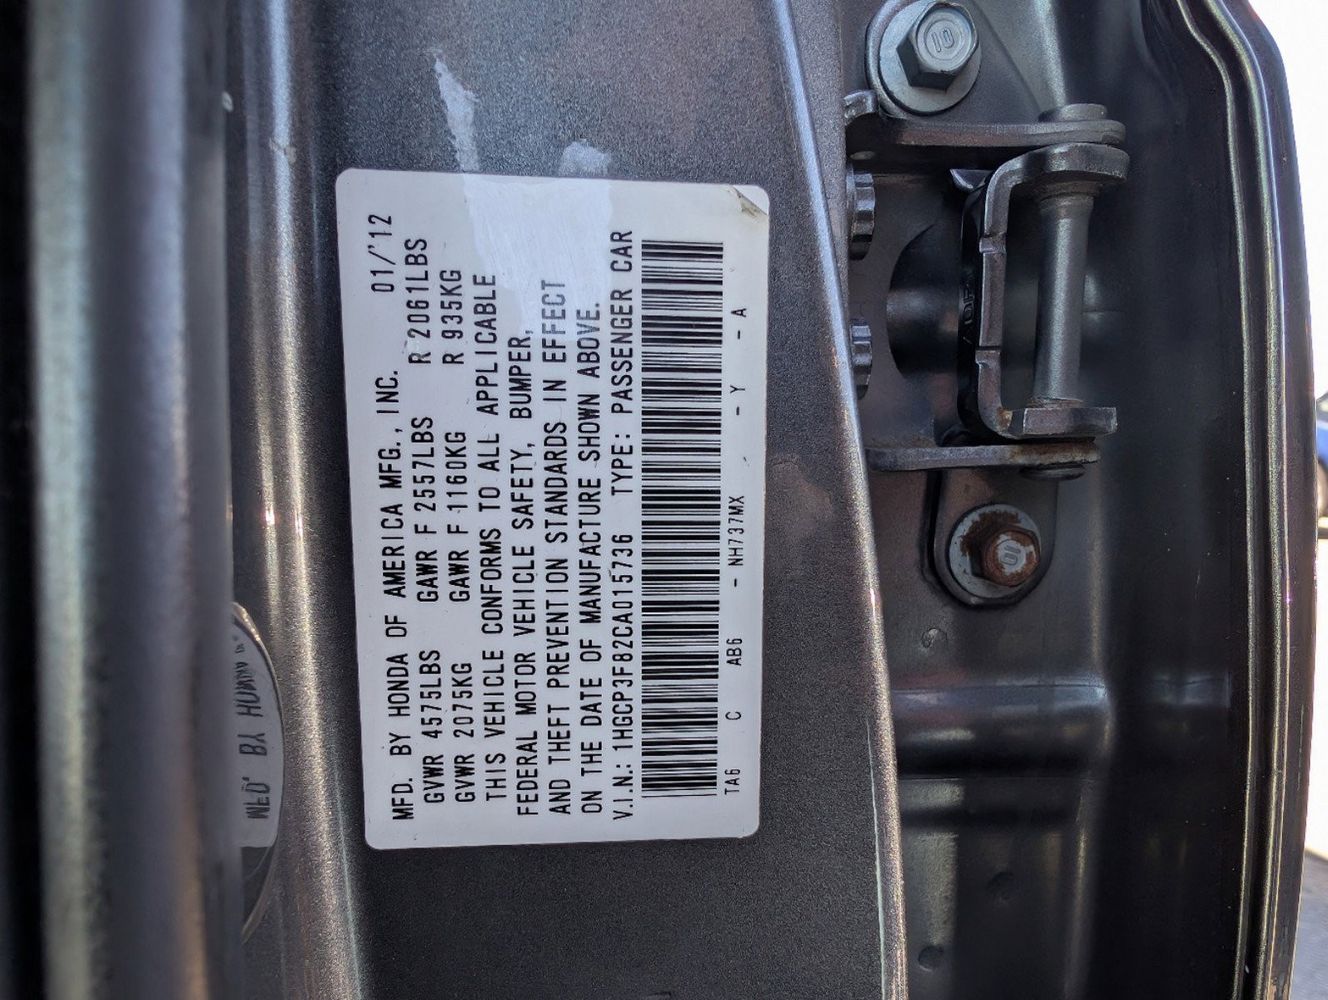 MFD. BY HONDA OF AMERICA MFG., INC. 01/'12
GVWR 4575LBS GAWR F 2557LBS R 2061LBS
GVWR 2075KG GAWR F 1160KG R 935KG
THIS VEHICLE CONFORMS TO ALL APPLICABLE
FEDERAL MOTOR VEHICLE SAFETY, BUMPER,
AND THEFT PREVENTION STANDARDS IN EFFECT
ON THE DATE OF MANUFACTURE SHOWN ABOVE.
V.I.N.: 1HGCP3F82CA015736 TYPE: PASSENGER CAR
TA6 C AB6 - NH737MX - Y - A
10
10